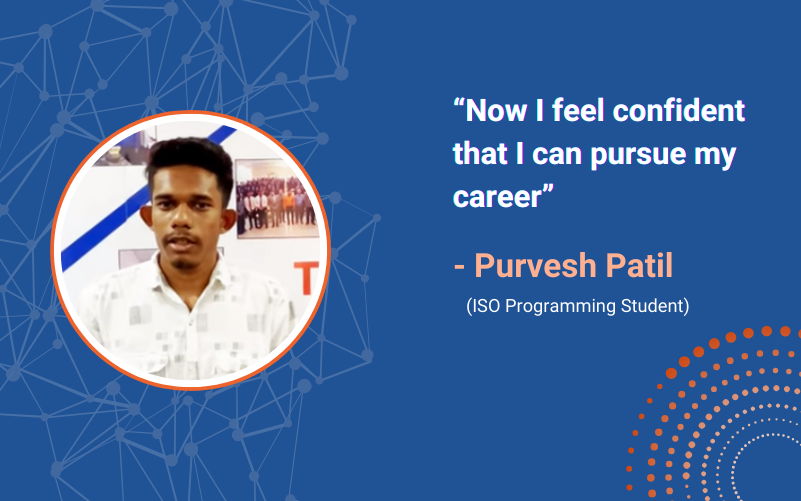 “Now I feel confident
that I can pursue my
career”
- Purvesh Patil
(ISO Programming Student)
T